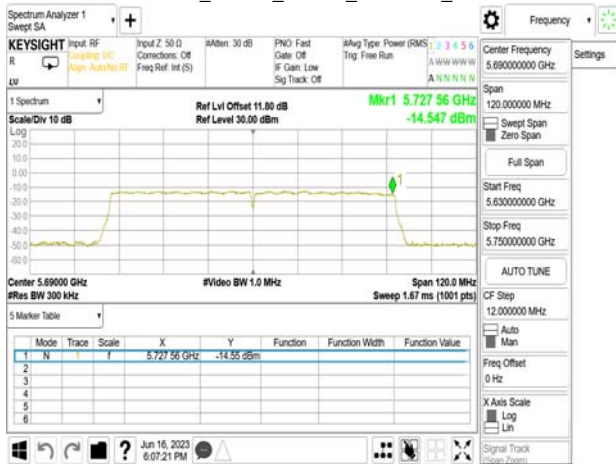 Spectrum Analyzer 1
Swept SA
+
Frequency
KEYSIGHT
R
LV
Input: RF
Coupling: DC
Align: Auto/No RF
Input Z: 50 Ω
Corrections: Off
Freq Ref: Int (S)
#Atten: 30 dB
PNO: Fast
Gate: Off
IF Gain: Low
Sig Track: Off
#Avg Type: Power (RMS)
Trig: Free Run
1 2 3 4 5 6
A W W W W W
A N N N N N
Center Frequency
5.690000000 GHz
Settings
Span
120.000000 MHz
Swept Span
Zero Span
Full Span
Start Freq
5.630000000 GHz
Stop Freq
5.750000000 GHz
AUTO TUNE
CF Step
12.000000 MHz
Auto
Man
Freq Offset
0 Hz
X Axis Scale
Log
Lin
Signal Track
(Span Zoom)
1 Spectrum
Scale/Div 10 dB
Ref Lvl Offset 11.80 dB
Ref Level 30.00 dBm
Mkr1 5.727 56 GHz
-14.547 dBm
Log
20.0
10.0
0.00
-10.0
-20.0
-30.0
-40.0
-50.0
-60.0
1
Center 5.69000 GHz
#Res BW 300 kHz
#Video BW 1.0 MHz
Span 120.0 MHz
Sweep 1.67 ms (1001 pts)
5 Marker Table
Mode Trace Scale X Y Function Function Width Function Value
1 N 1 f 5.727 56 GHz -14.55 dBm
2
3
4
5
6
?
Jun 16, 2023
6:07:21 PM